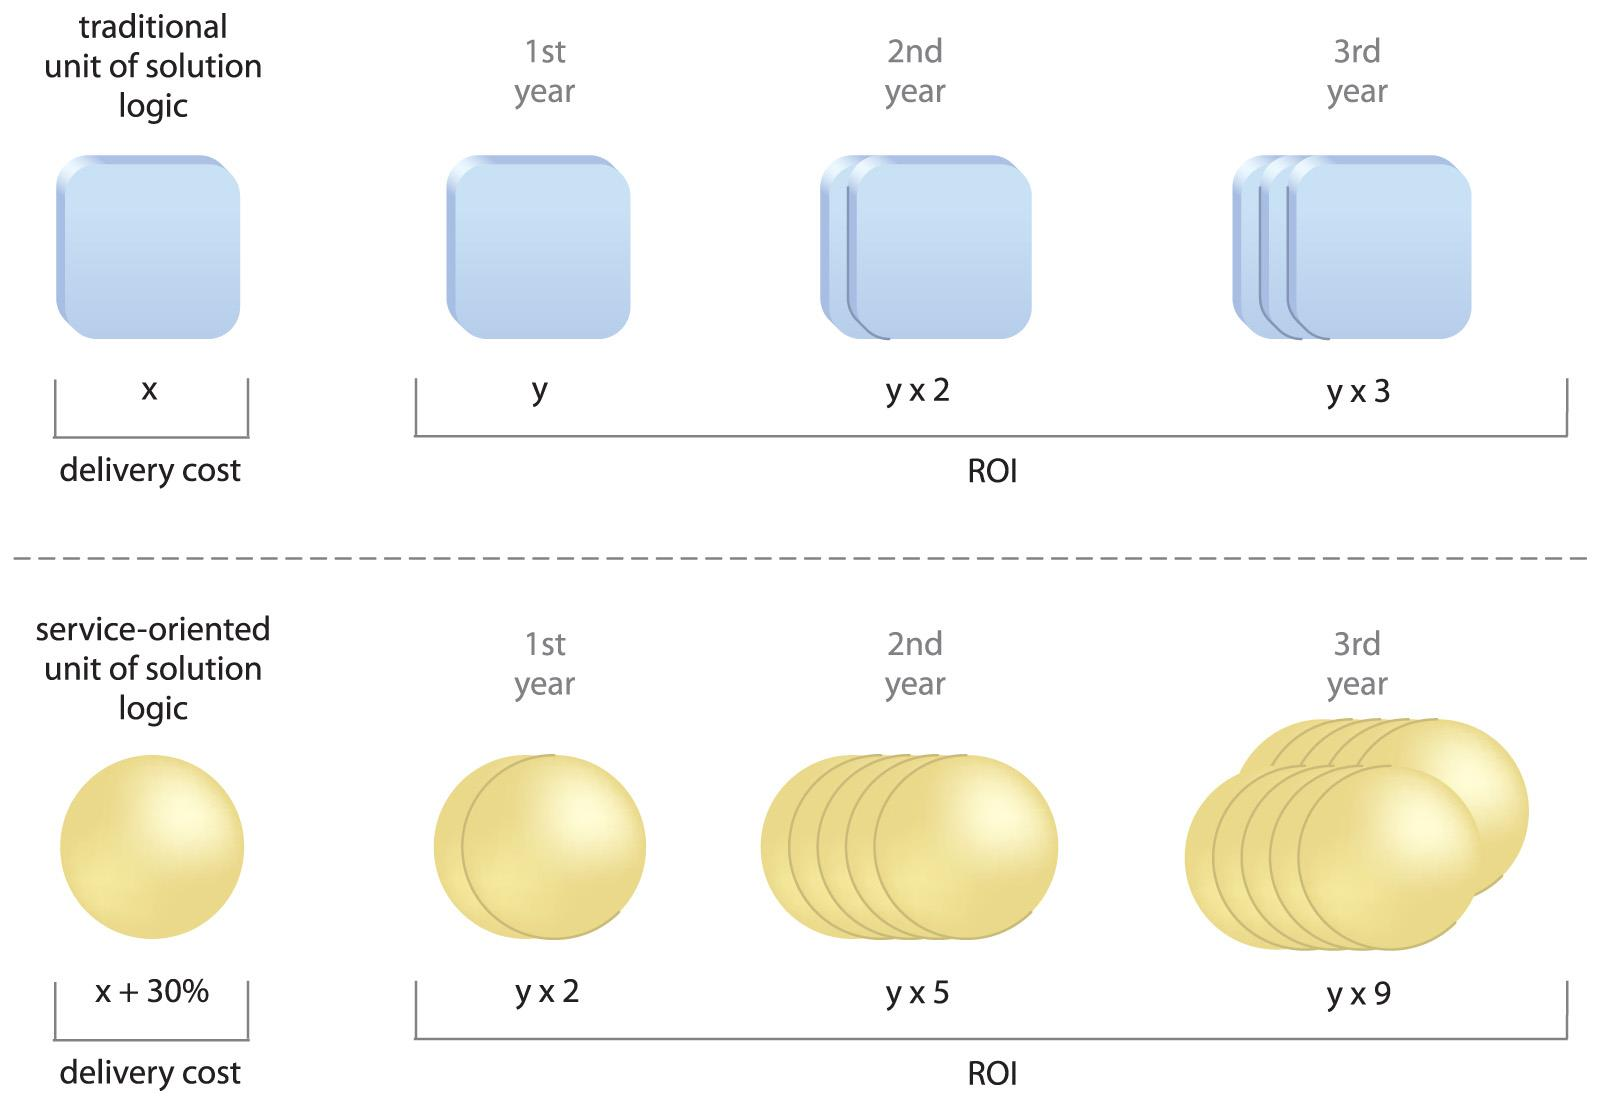 traditional
unit of solution
logic
1st
year
2nd
year
3rd
year
x
y
y x 2
y x 3
delivery cost
ROI
service-oriented
unit of solution
logic
1st
year
2nd
year
3rd
year
x + 30%
y x 2
y x 5
y x 9
delivery cost
ROI